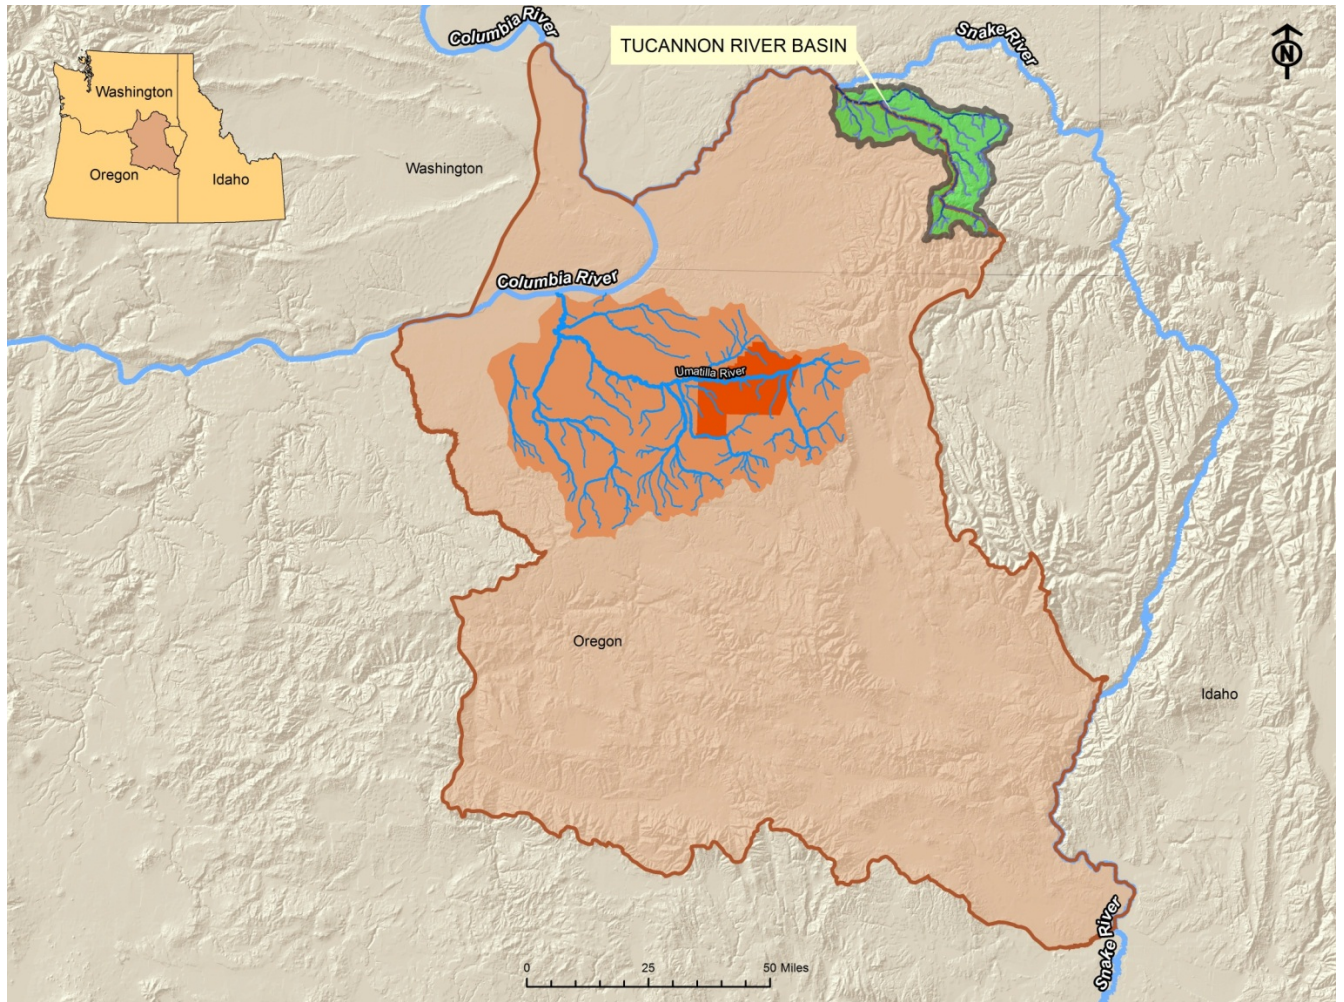 Columbia River
Snake River
TUCANNON RIVER BASIN
N
Washington
Oregon
Idaho
Washington
Columbia River
Umatilla River
Oregon
Idaho
Snake River
0 25 50 Miles